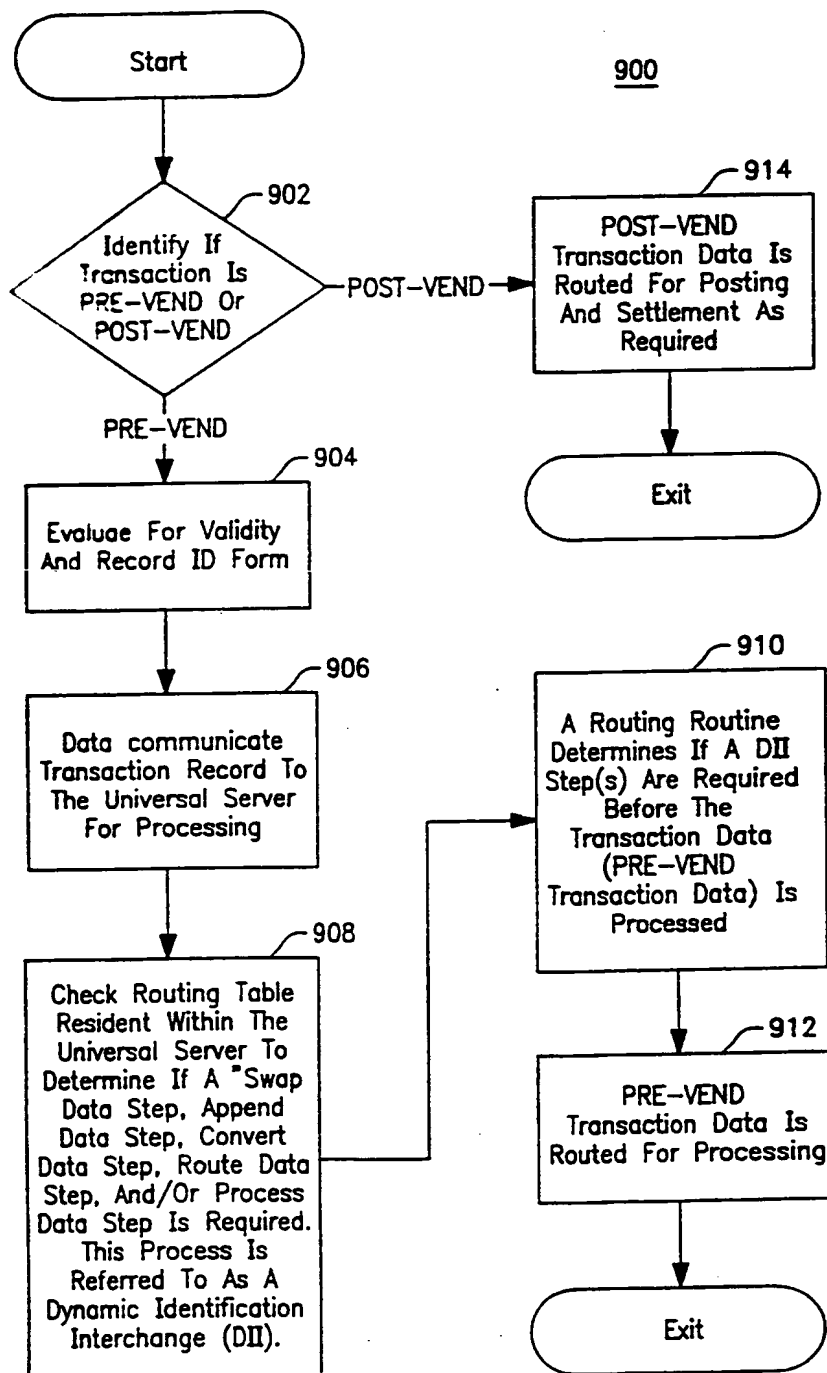 Start
900
902
Identify If
Transaction Is
PRE-VEND Or
POST-VEND
POST-VEND
PRE-VEND
914
POST-VEND
Transaction Data Is
Routed For Posting
And Settlement As
Required
Exit
904
Evaluae For Validity
And Record ID Form
906
Data communicate
Transaction Record To
The Universal Server
For Processing
908
Check Routing Table
Resident Within The
Universal Server To
Determine If A "Swap
Data Step, Append
Data Step, Convert
Data Step, Route Data
Step, And/Or Process
Data Step Is Required.
This Process Is
Referred To As A
Dynamic Identification
Interchange (DII).
910
A Routing Routine
Determines If A DII
Step(s) Are Required
Before The
Transaction Data
(PRE-VEND
Transaction Data) Is
Processed
912
PRE-VEND
Transaction Data Is
Routed For Processing
Exit